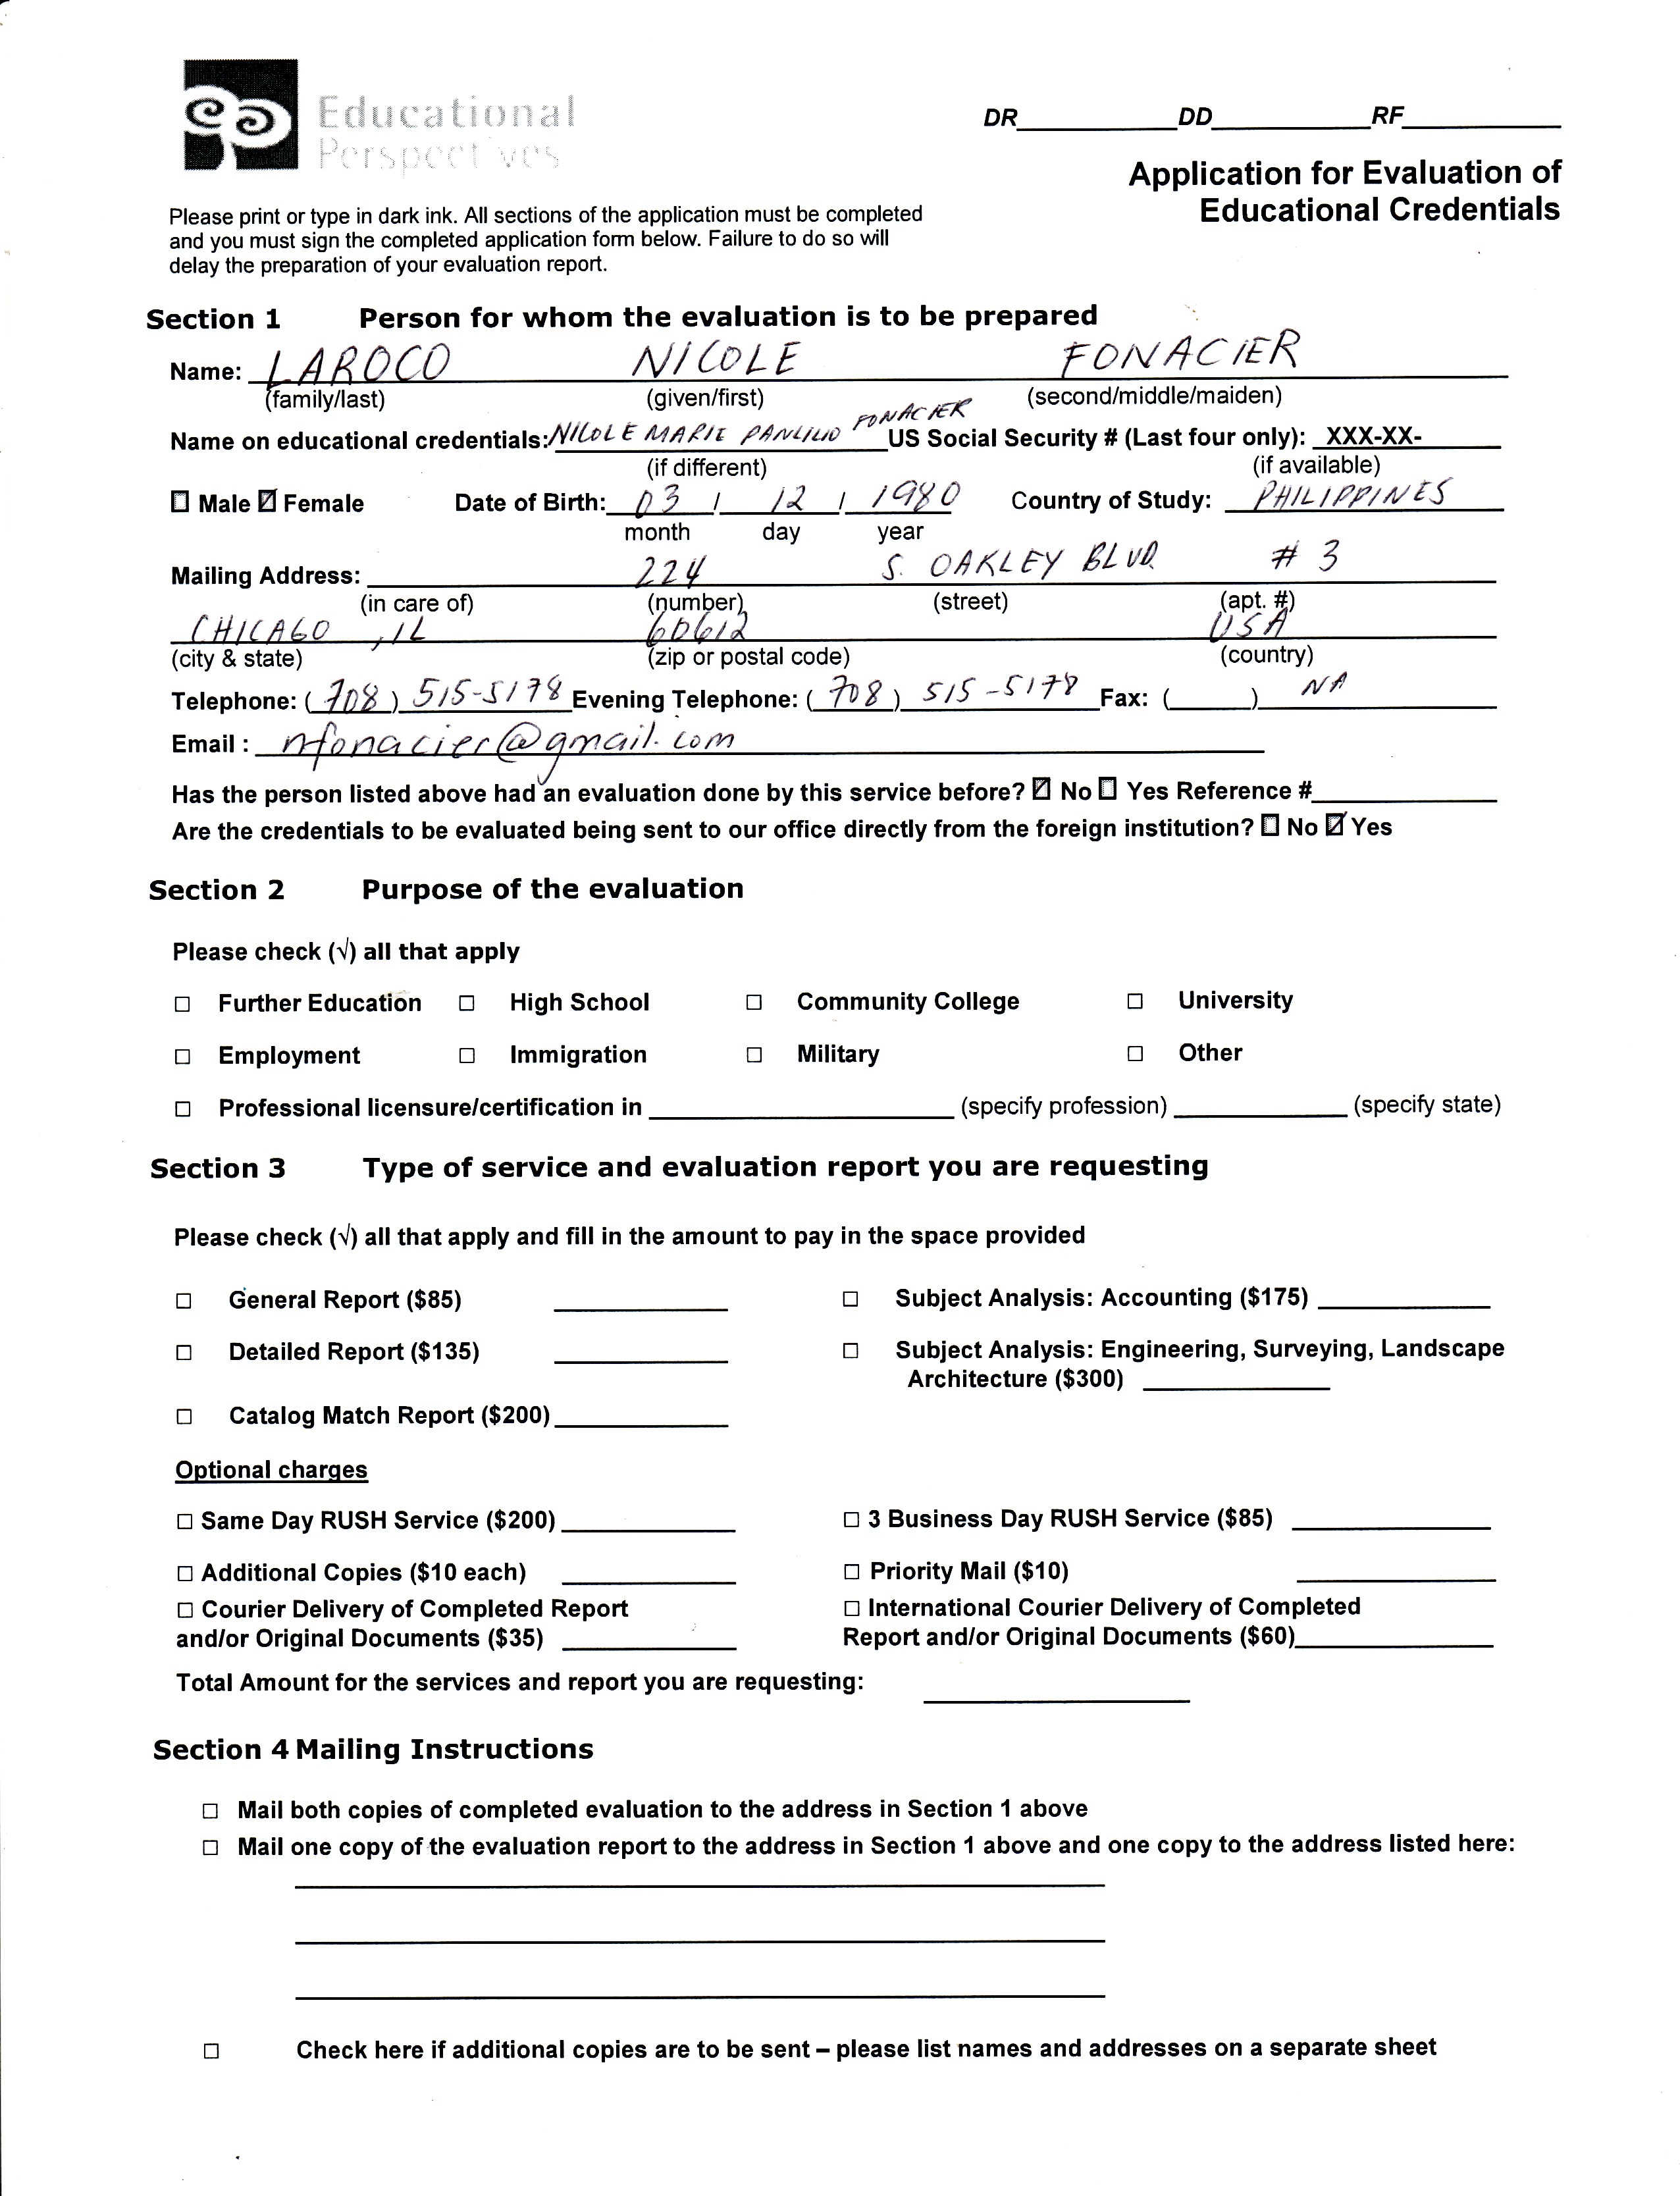 Educational
Perspectives
DR__________DD__________RF__________
Application for Evaluation of
Educational Credentials
Please print or type in dark ink. All sections of the application must be completed
and you must sign the completed application form below. Failure to do so will
delay the preparation of your evaluation report.
Section 1 Person for whom the evaluation is to be prepared
Name: LAROCO NICOLE FONACIER
(family/last) (given/first) (second/middle/maiden)
Name on educational credentials: NICOLE MARIE PANLILIO FONACIER US Social Security # (Last four only): XXX-XX-
(if different) (if available)
☐ Male ☑ Female Date of Birth: 03 / 12 / 1980 Country of Study: PHILIPPINES
month day year
Mailing Address: 224 S. OAKLEY BLVD. # 3
(in care of) (number) (street) (apt. #)
CHICAGO, IL 60612 USA
(city & state) (zip or postal code) (country)
Telephone: (708) 515-5178 Evening Telephone: (708) 515-5178 Fax: (______) NA
Email : nfonacier@gmail.com
Has the person listed above had an evaluation done by this service before? ☑ No ☐ Yes Reference #__________
Are the credentials to be evaluated being sent to our office directly from the foreign institution? ☐ No ☑ Yes
Section 2 Purpose of the evaluation
Please check (√) all that apply
☐ Further Education ☐ High School ☐ Community College ☐ University
☐ Employment ☐ Immigration ☐ Military ☐ Other
☐ Professional licensure/certification in __________ (specify profession) __________ (specify state)
Section 3 Type of service and evaluation report you are requesting
Please check (√) all that apply and fill in the amount to pay in the space provided
☐ General Report ($85) __________ ☐ Subject Analysis: Accounting ($175) __________
☐ Detailed Report ($135) __________ ☐ Subject Analysis: Engineering, Surveying, Landscape
Architecture ($300) __________
☐ Catalog Match Report ($200) __________
Optional charges
☐ Same Day RUSH Service ($200) __________ ☐ 3 Business Day RUSH Service ($85) __________
☐ Additional Copies ($10 each) __________ ☐ Priority Mail ($10) __________
☐ Courier Delivery of Completed Report ☐ International Courier Delivery of Completed
and/or Original Documents ($35) __________ Report and/or Original Documents ($60)__________
Total Amount for the services and report you are requesting: __________
Section 4 Mailing Instructions
☐ Mail both copies of completed evaluation to the address in Section 1 above
☐ Mail one copy of the evaluation report to the address in Section 1 above and one copy to the address listed here:
☐ Check here if additional copies are to be sent – please list names and addresses on a separate sheet